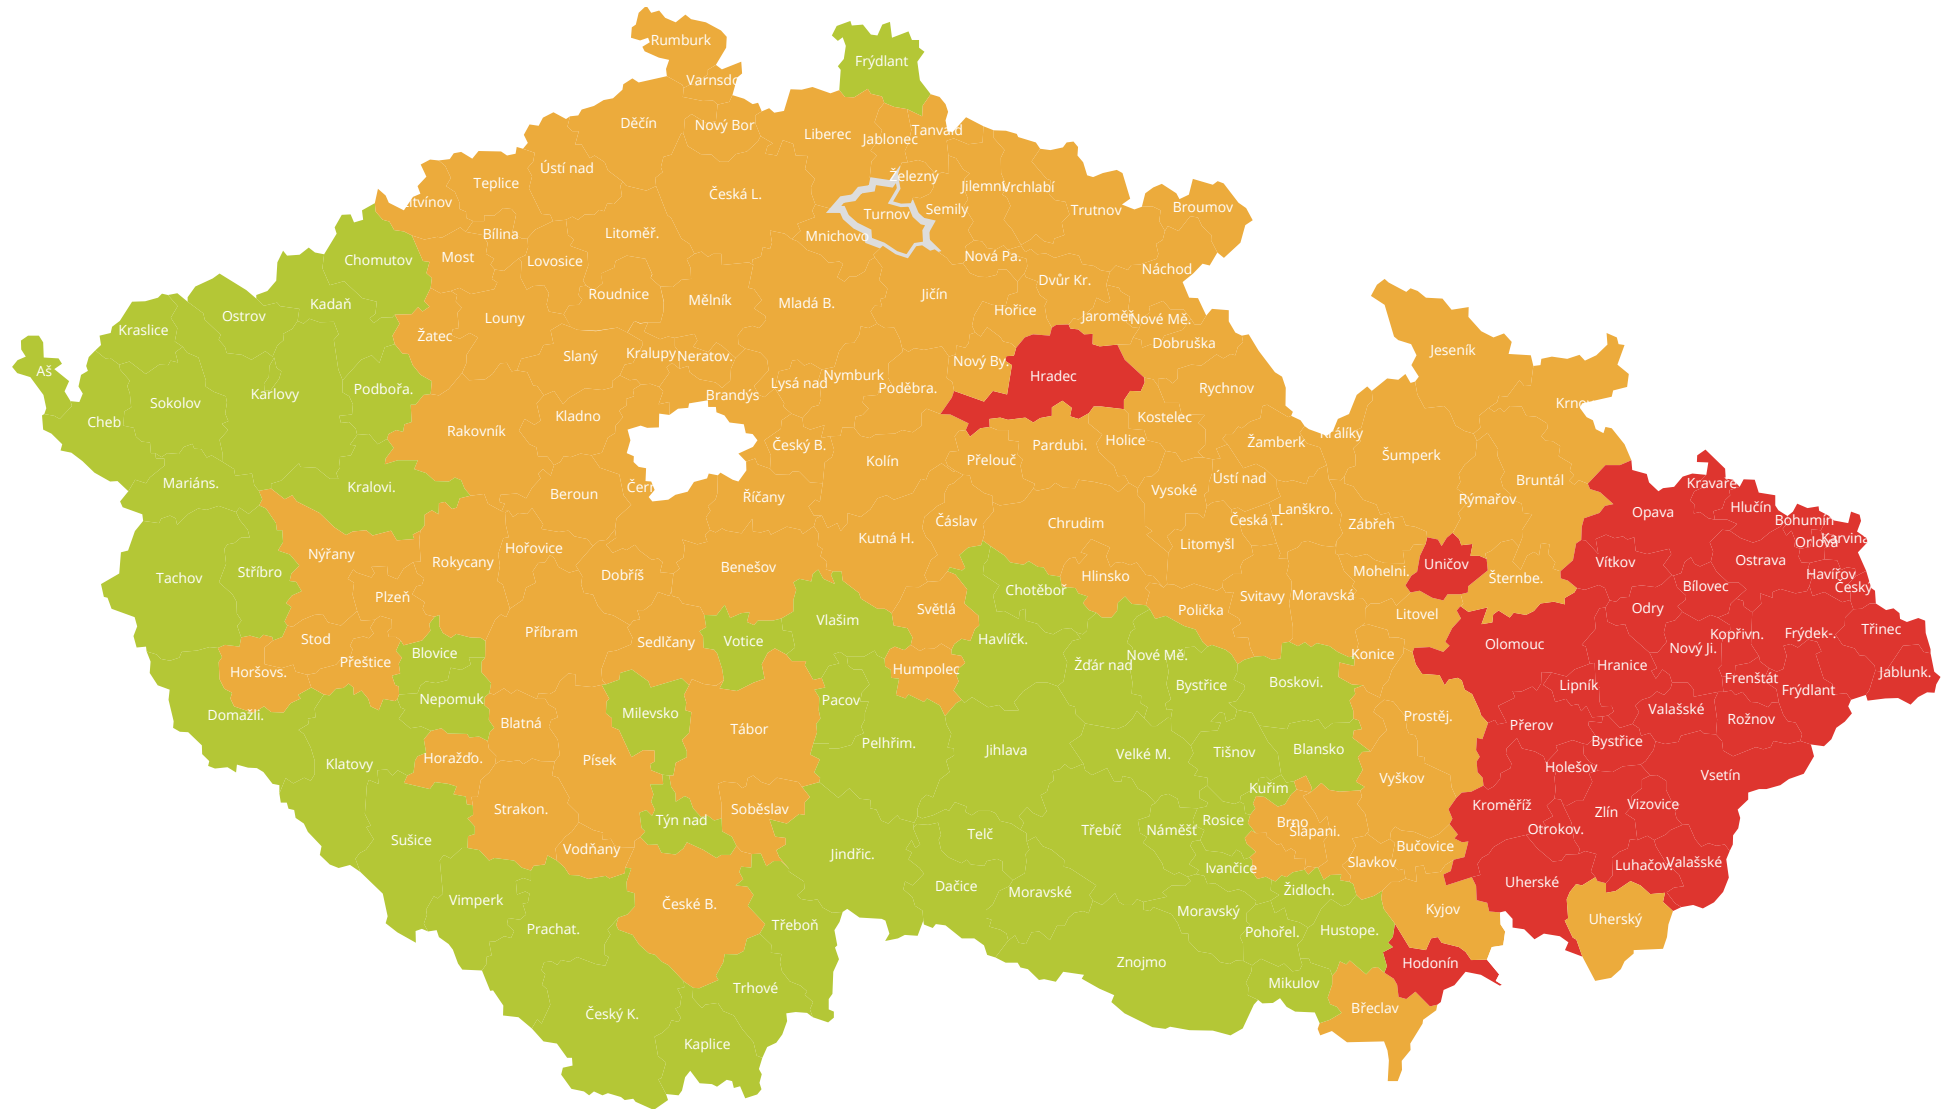 Rumburk
Frýdlant
Varnsdo
Děčín
Nový Bor
Liberec
Jablonec
Tanvald
Ústí nad
Teplice
Železný
Jilemni
Vrchlabí
Česká L.
Litvínov
Turnov
Semily
Trutnov
Broumov
Bílina
Litoměř.
Mnichovo
Most
Lovosice
Nová Pa.
Chomutov
Náchod
Dvůr Kr.
Roudnice
Mělník
Mladá B.
Jičín
Kadaň
Ostrov
Louny
Hořice
Jaroměř
Nové Mě.
Kraslice
Žatec
Dobruška
Jeseník
Slaný
Kralupy
Neratov.
Nový By.
Aš
Hradec
Nymburk
Lysá nad
Poděbra.
Rychnov
Podbořa.
Karlovy
Brandýs
Sokolov
Krnov
Kladno
Kostelec
Cheb
Rakovník
Králíky
Holice
Žamberk
Český B.
Pardubi.
Šumperk
Kolín
Přelouč
Mariáns.
Kralovi.
Beroun
Čern
Říčany
Vysoké
Ústí nad
Bruntál
Kravaře
Rýmařov
Hlučín
Lanškro.
Opava
Čáslav
Chrudim
Česká T.
Zábřeh
Bohumín
Kutná H.
Orlová
Karviná
Hořovice
Litomyšl
Nýřany
Rokycany
Ostrava
Vítkov
Uničov
Benešov
Stříbro
Tachov
Dobříš
Hlinsko
Mohelni.
Šternbe.
Havířov
Bílovec
Český
Chotěboř
Plzeň
Svitavy
Moravská
Světlá
Polička
Odry
Litovel
Vlašim
Příbram
Třinec
Kopřivn.
Frýdek-.
Stod
Havlíčk.
Votice
Sedlčany
Olomouc
Nový Ji.
Blovice
Konice
Nové Mě.
Přeštice
Žďár nad
Hranice
Humpolec
Horšovs.
Jablunk.
Frenštát
Boskovi.
Bystřice
Lipník
Frýdlant
Nepomuk
Pacov
Valašské
Milevsko
Domažli.
Prostěj.
Rožnov
Blatná
Přerov
Tábor
Pelhřim.
Bystřice
Jihlava
Blansko
Tišnov
Velké M.
Horažďo.
Písek
Klatovy
Holešov
Vsetín
Vyškov
Kuřim
Kroměříž
Vizovice
Strakon.
Soběslav
Zlín
Týn nad
Rosice
Brno
Šlapani.
Náměšť
Třebíč
Otrokov.
Telč
Sušice
Bučovice
Vodňany
Jindřic.
Slavkov
Valašské
Luhačov.
Ivančice
Uherské
Dačice
Židloch.
Moravské
Vimperk
České B.
Kyjov
Moravský
Uherský
Třeboň
Prachat.
Hustope.
Pohořel.
Znojmo
Hodonín
Mikulov
Trhové
Břeclav
Český K.
Kaplice